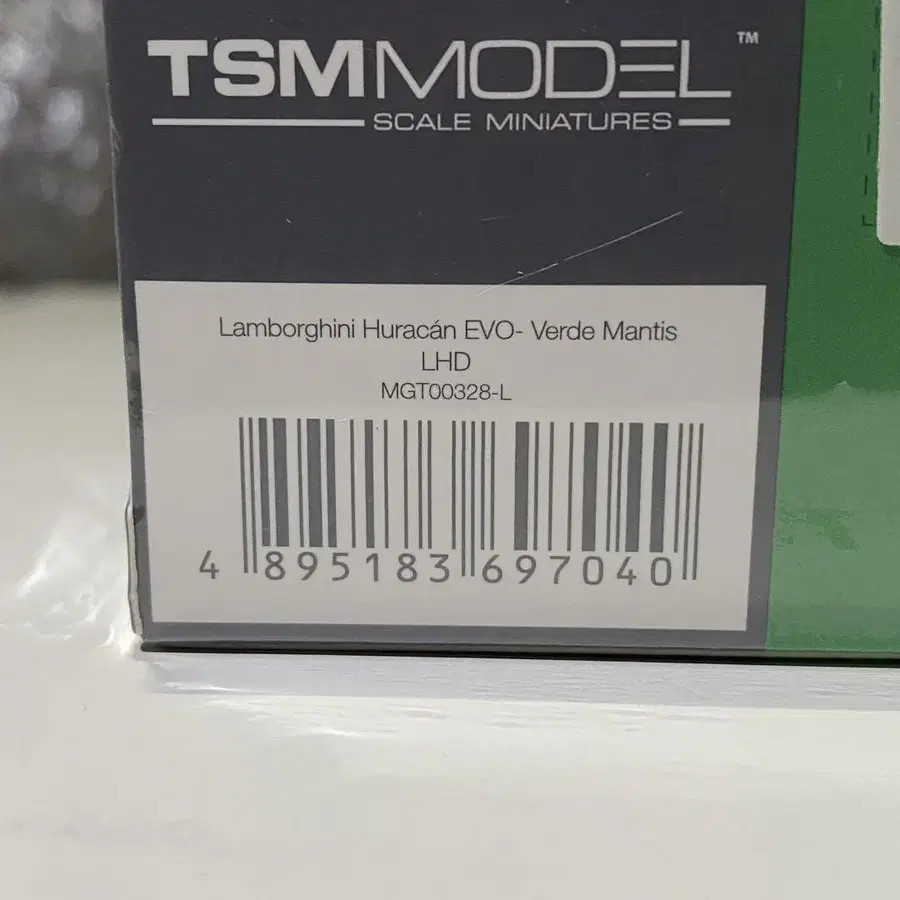 TSMMODEL™
SCALE MINIATURES
Lamborghini Huracán EVO- Verde Mantis
LHD
MGT00328-L
4 895183 697040